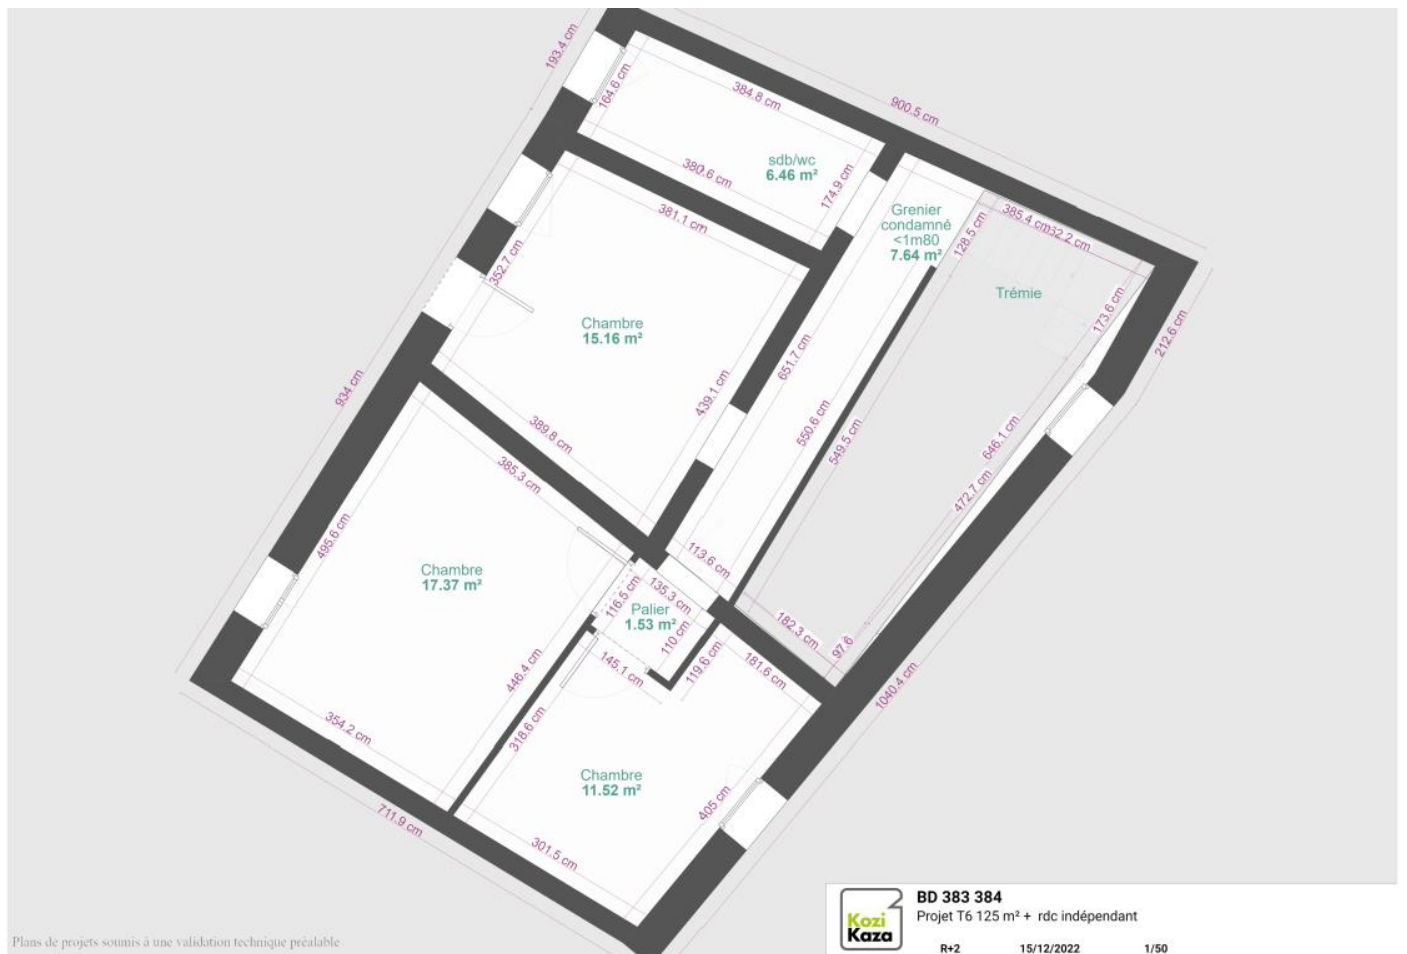 193.4 cm
900.5 cm
164.6 cm
384.8 cm
sdb/wc
6.46 m²
380.6 cm
174.9 cm
381.1 cm
Grenier
condamné
<1m80
7.64 m²
128.5 cm
385.4 cm
32.2 cm
Trémie
352.7 cm
173.6 cm
212.6 cm
Chambre
15.16 m²
651.7 cm
934 cm
439.1 cm
389.8 cm
550.6 cm
549.5 cm
646.1 cm
472.7 cm
385.3 cm
495.6 cm
Chambre
17.37 m²
113.6 cm
135.3 cm
116.5 cm
Palier
1.53 m²
110 cm
182.3 cm
97.6
119.6 cm
181.6 cm
145.1 cm
446.4 cm
1040.4 cm
354.2 cm
318.6 cm
Chambre
11.52 m²
405 cm
711.9 cm
301.5 cm
Kozi
Kaza
BD 383 384
Projet T6 125 m² + rdc indépendant
R+2 15/12/2022 1/50
Plans de projets soumis à une validation technique préalable